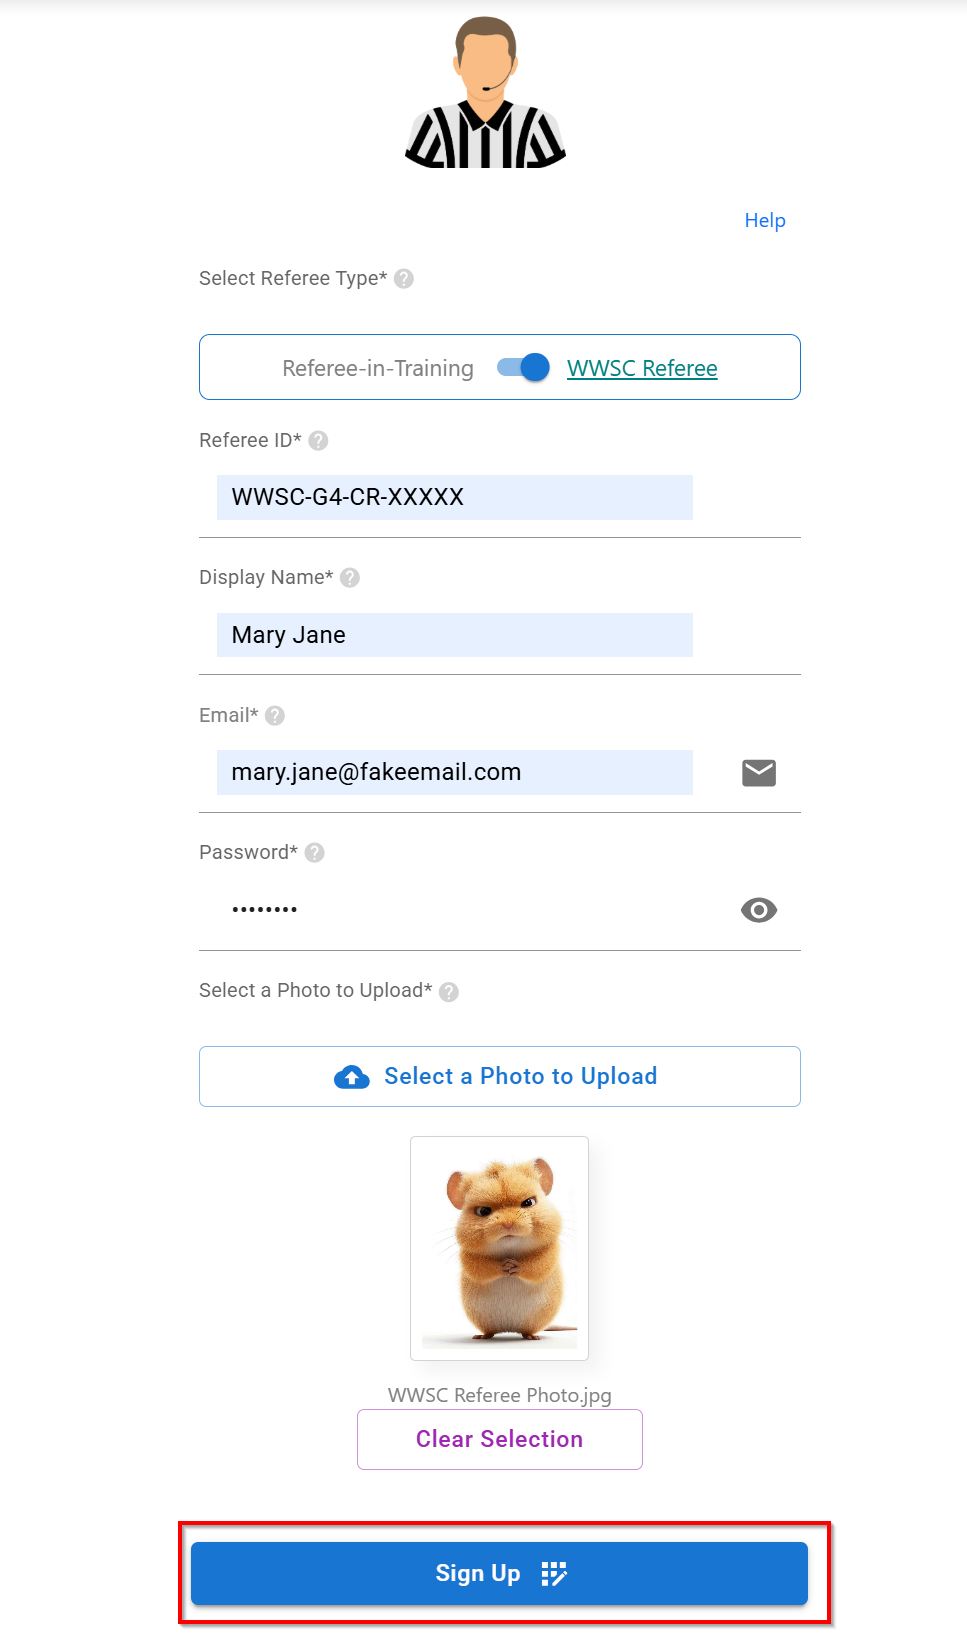 Help
Select Referee Type* ?
Referee-in-Training WWSC Referee
Referee ID* ?
WWSC-G4-CR-XXXXX
Display Name* ?
Mary Jane
Email* ?
mary.jane@fakeemail.com
Password* ?
••••••••
Select a Photo to Upload* ?
Select a Photo to Upload
WWSC Referee Photo.jpg
Clear Selection
Sign Up